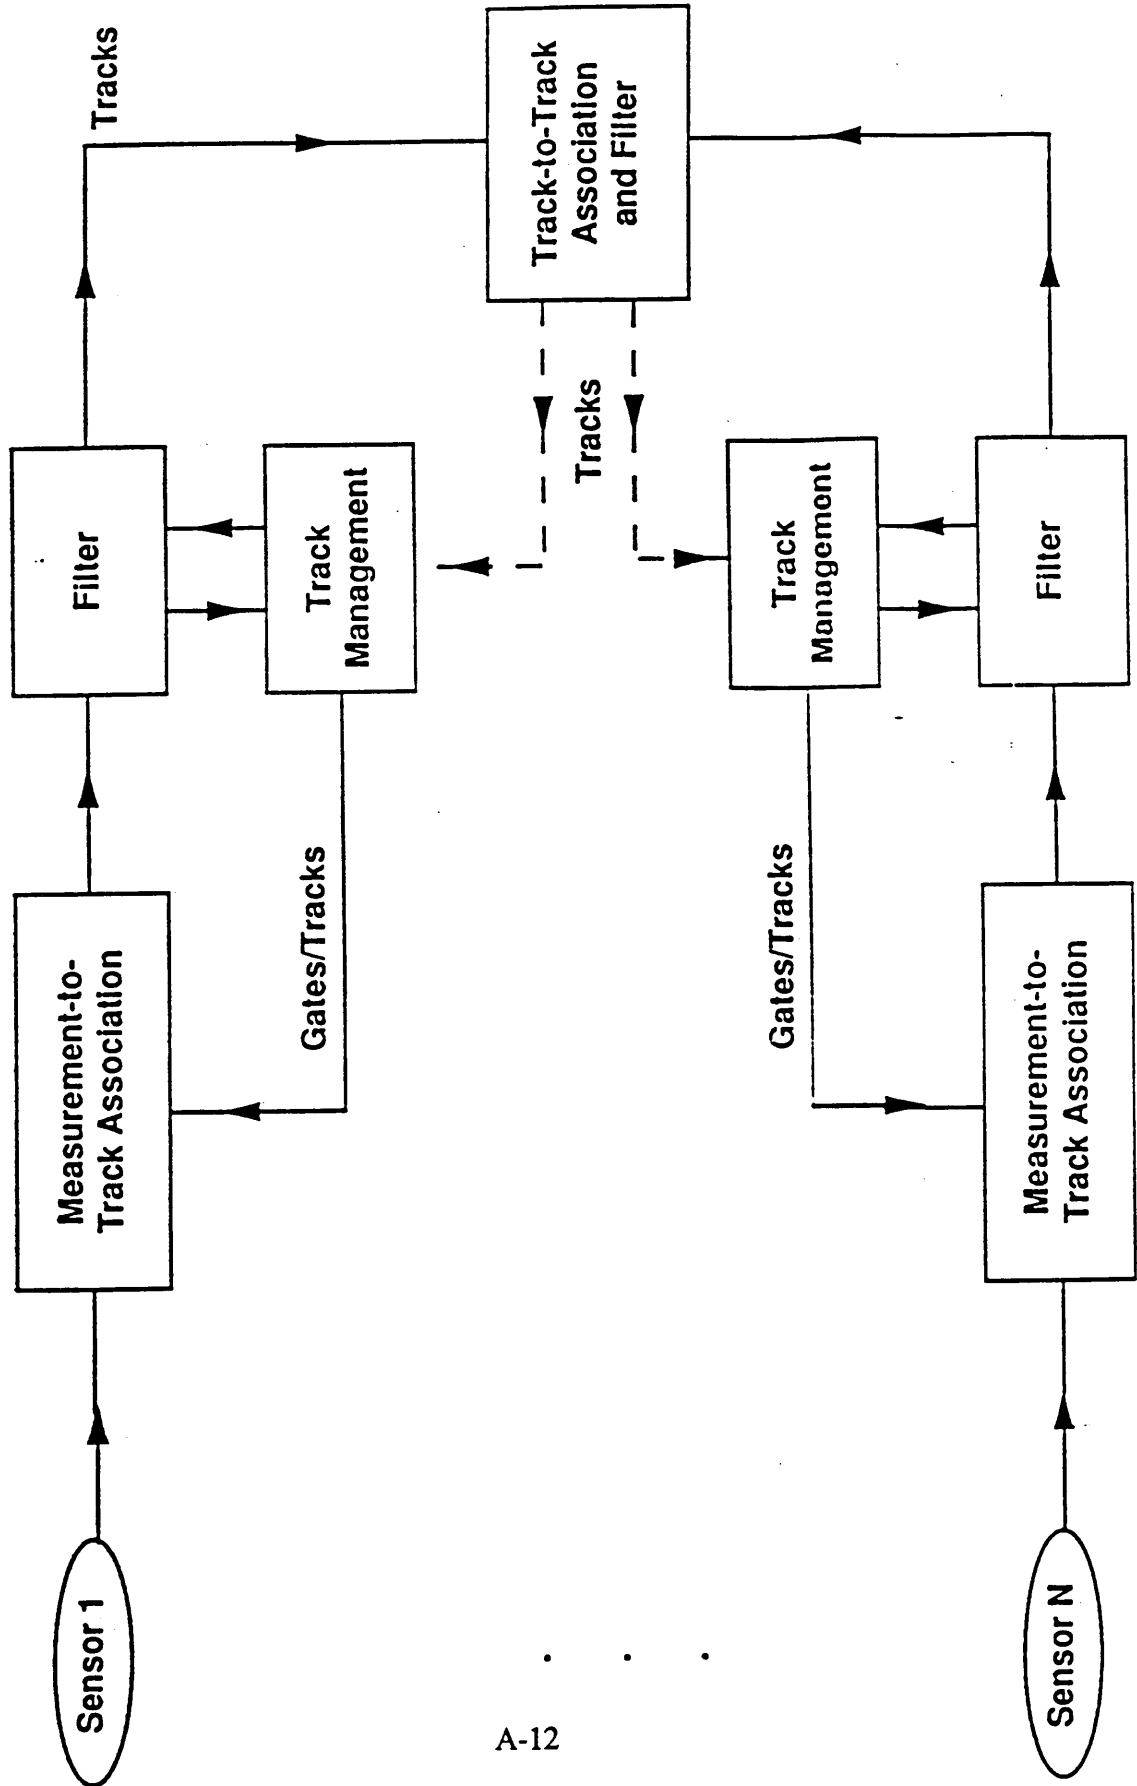 Sensor 1
Measurement-to-
Track Association
Filter
Tracks
Gates/Tracks
Track
Management
Track-to-Track
Association
and Filter
Tracks
Gates/Tracks
Track
Management
Sensor N
Measurement-to-
Track Association
Filter
A-12